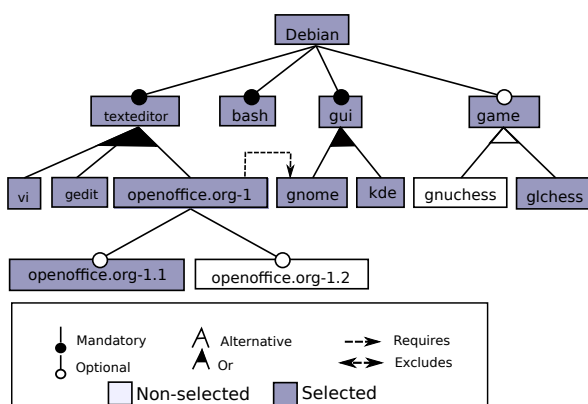 Debian
texteditor bash gui game
vi gedit openoffice.org-1 gnome kde gnuchess glchess
openoffice.org-1.1 openoffice.org-1.2
Mandatory Alternative Requires
Optional Or Excludes
Non-selected Selected